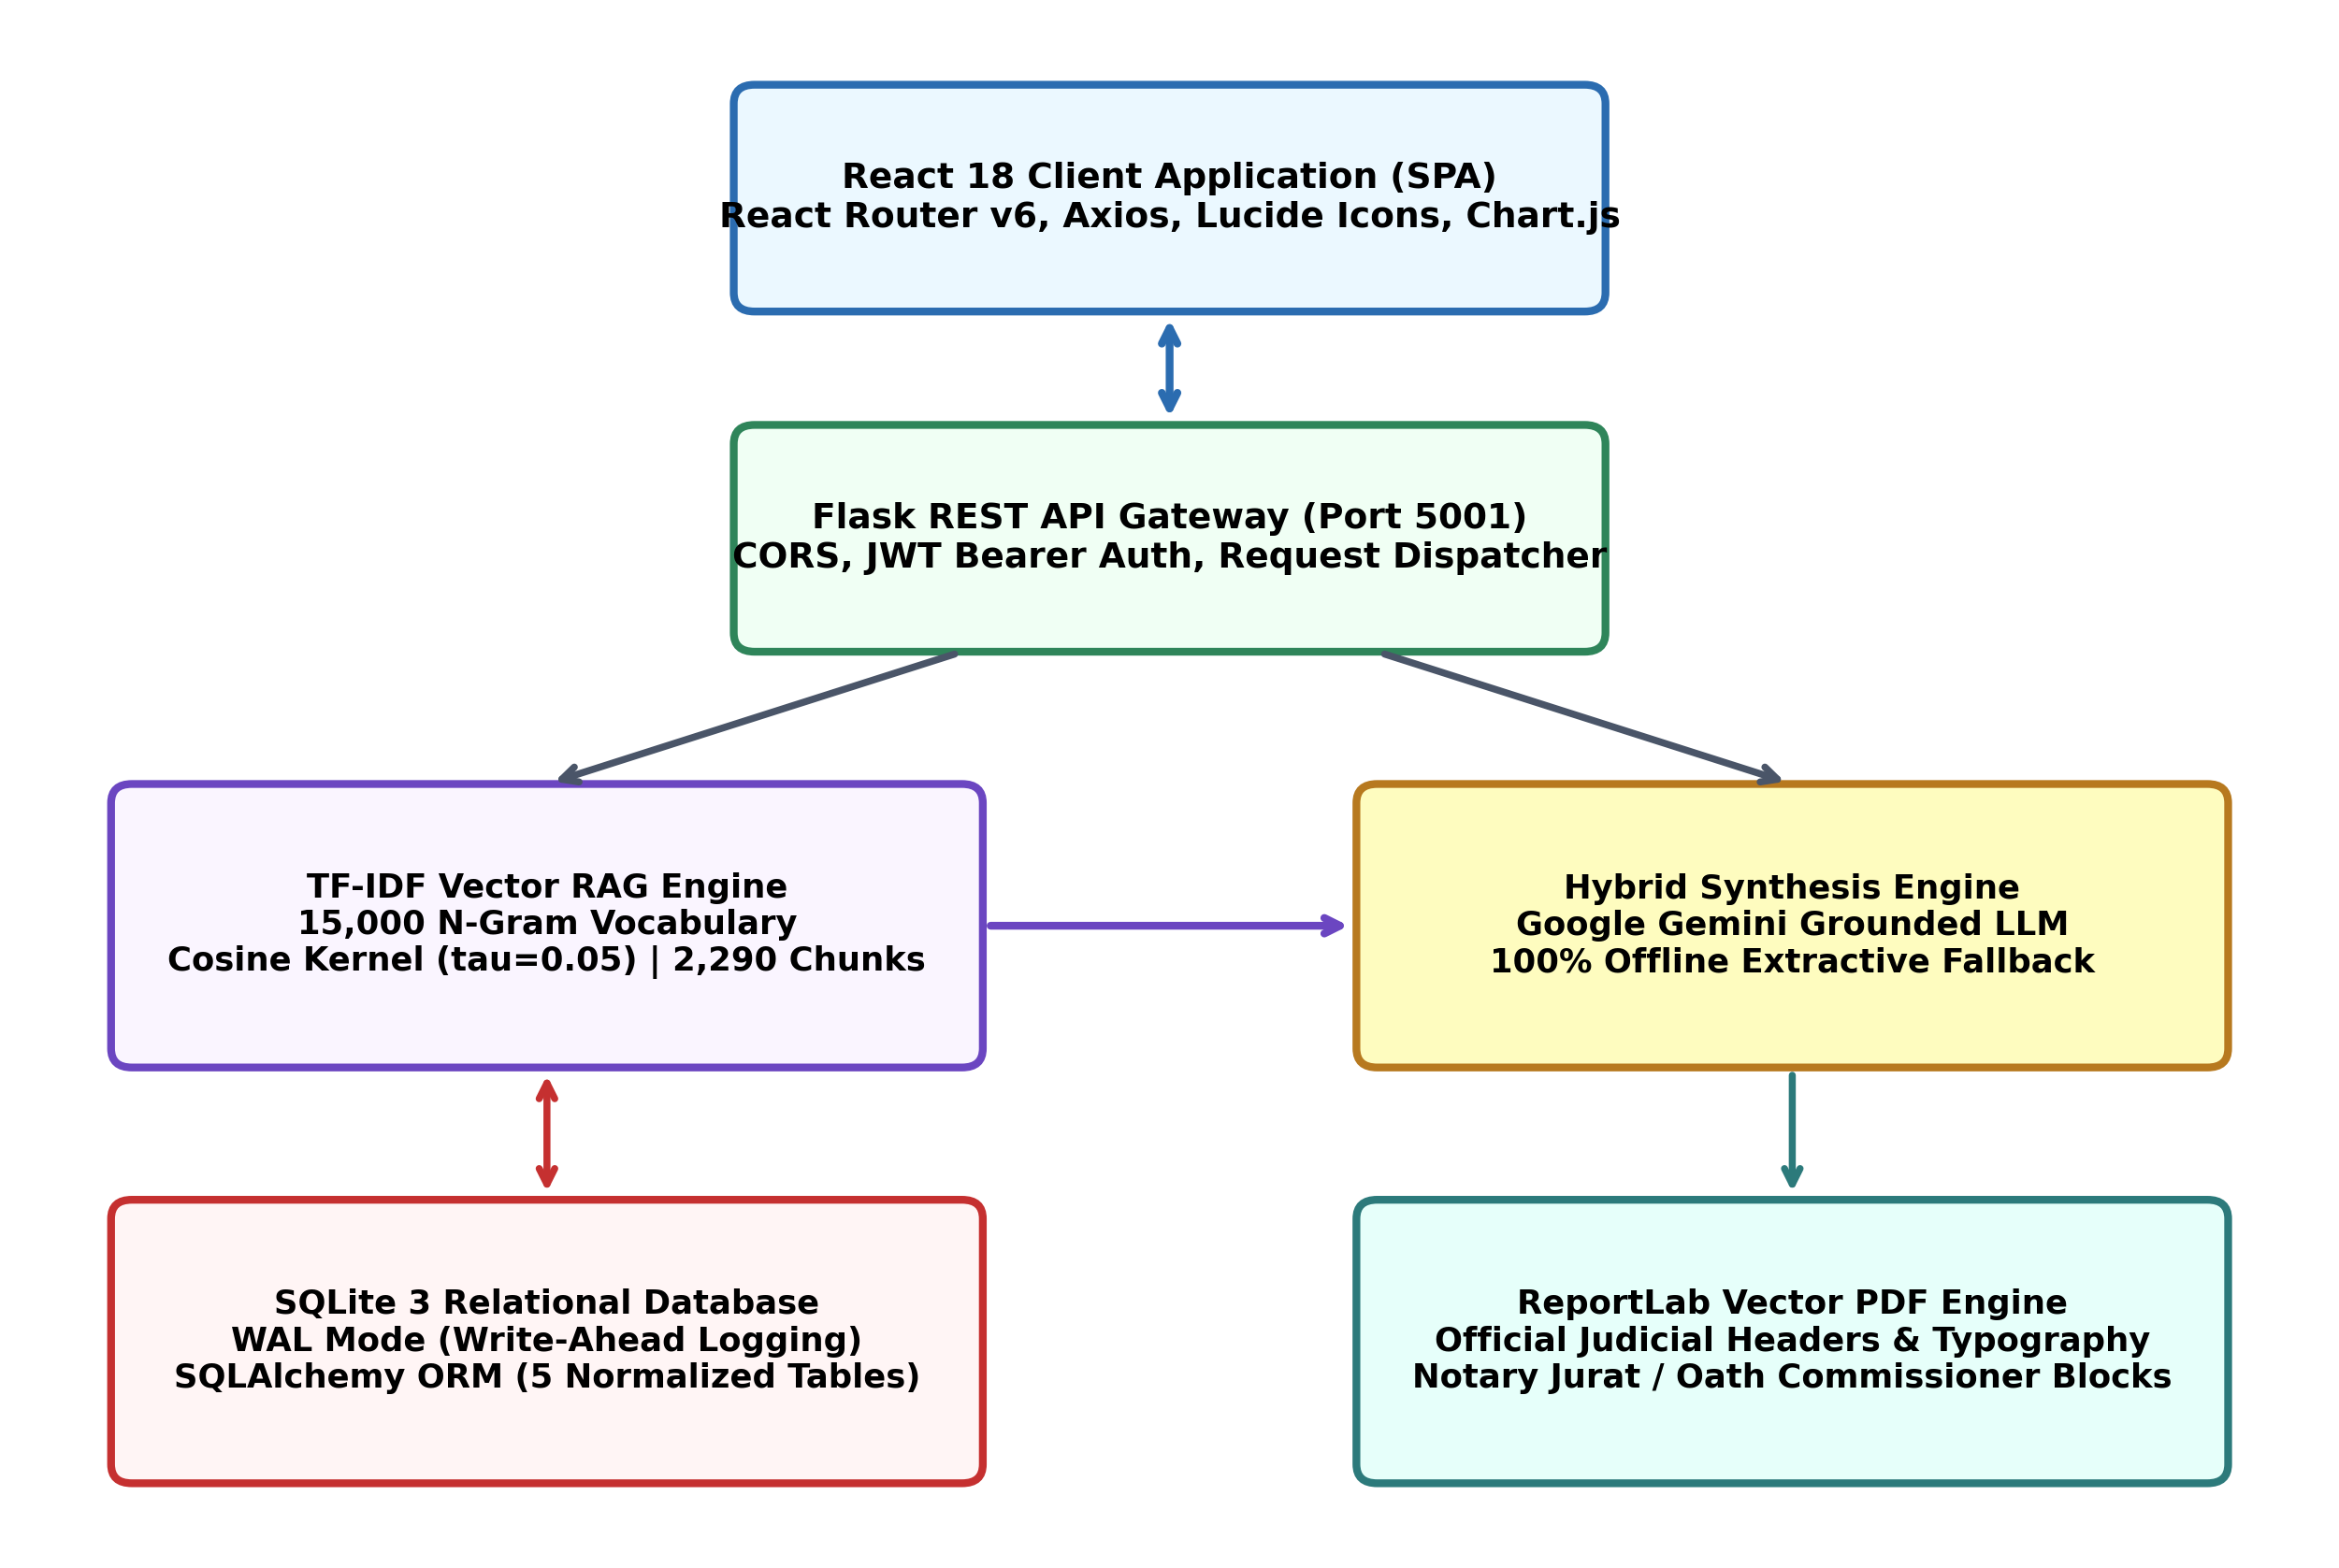 React 18 Client Application (SPA)
React Router v6, Axios, Lucide Icons, Chart.js
Flask REST API Gateway (Port 5001)
CORS, JWT Bearer Auth, Request Dispatcher
TF-IDF Vector RAG Engine
15,000 N-Gram Vocabulary
Cosine Kernel (tau=0.05) | 2,290 Chunks
Hybrid Synthesis Engine
Google Gemini Grounded LLM
100% Offline Extractive Fallback
SQLite 3 Relational Database
WAL Mode (Write-Ahead Logging)
SQLAlchemy ORM (5 Normalized Tables)
ReportLab Vector PDF Engine
Official Judicial Headers & Typography
Notary Jurat / Oath Commissioner Blocks